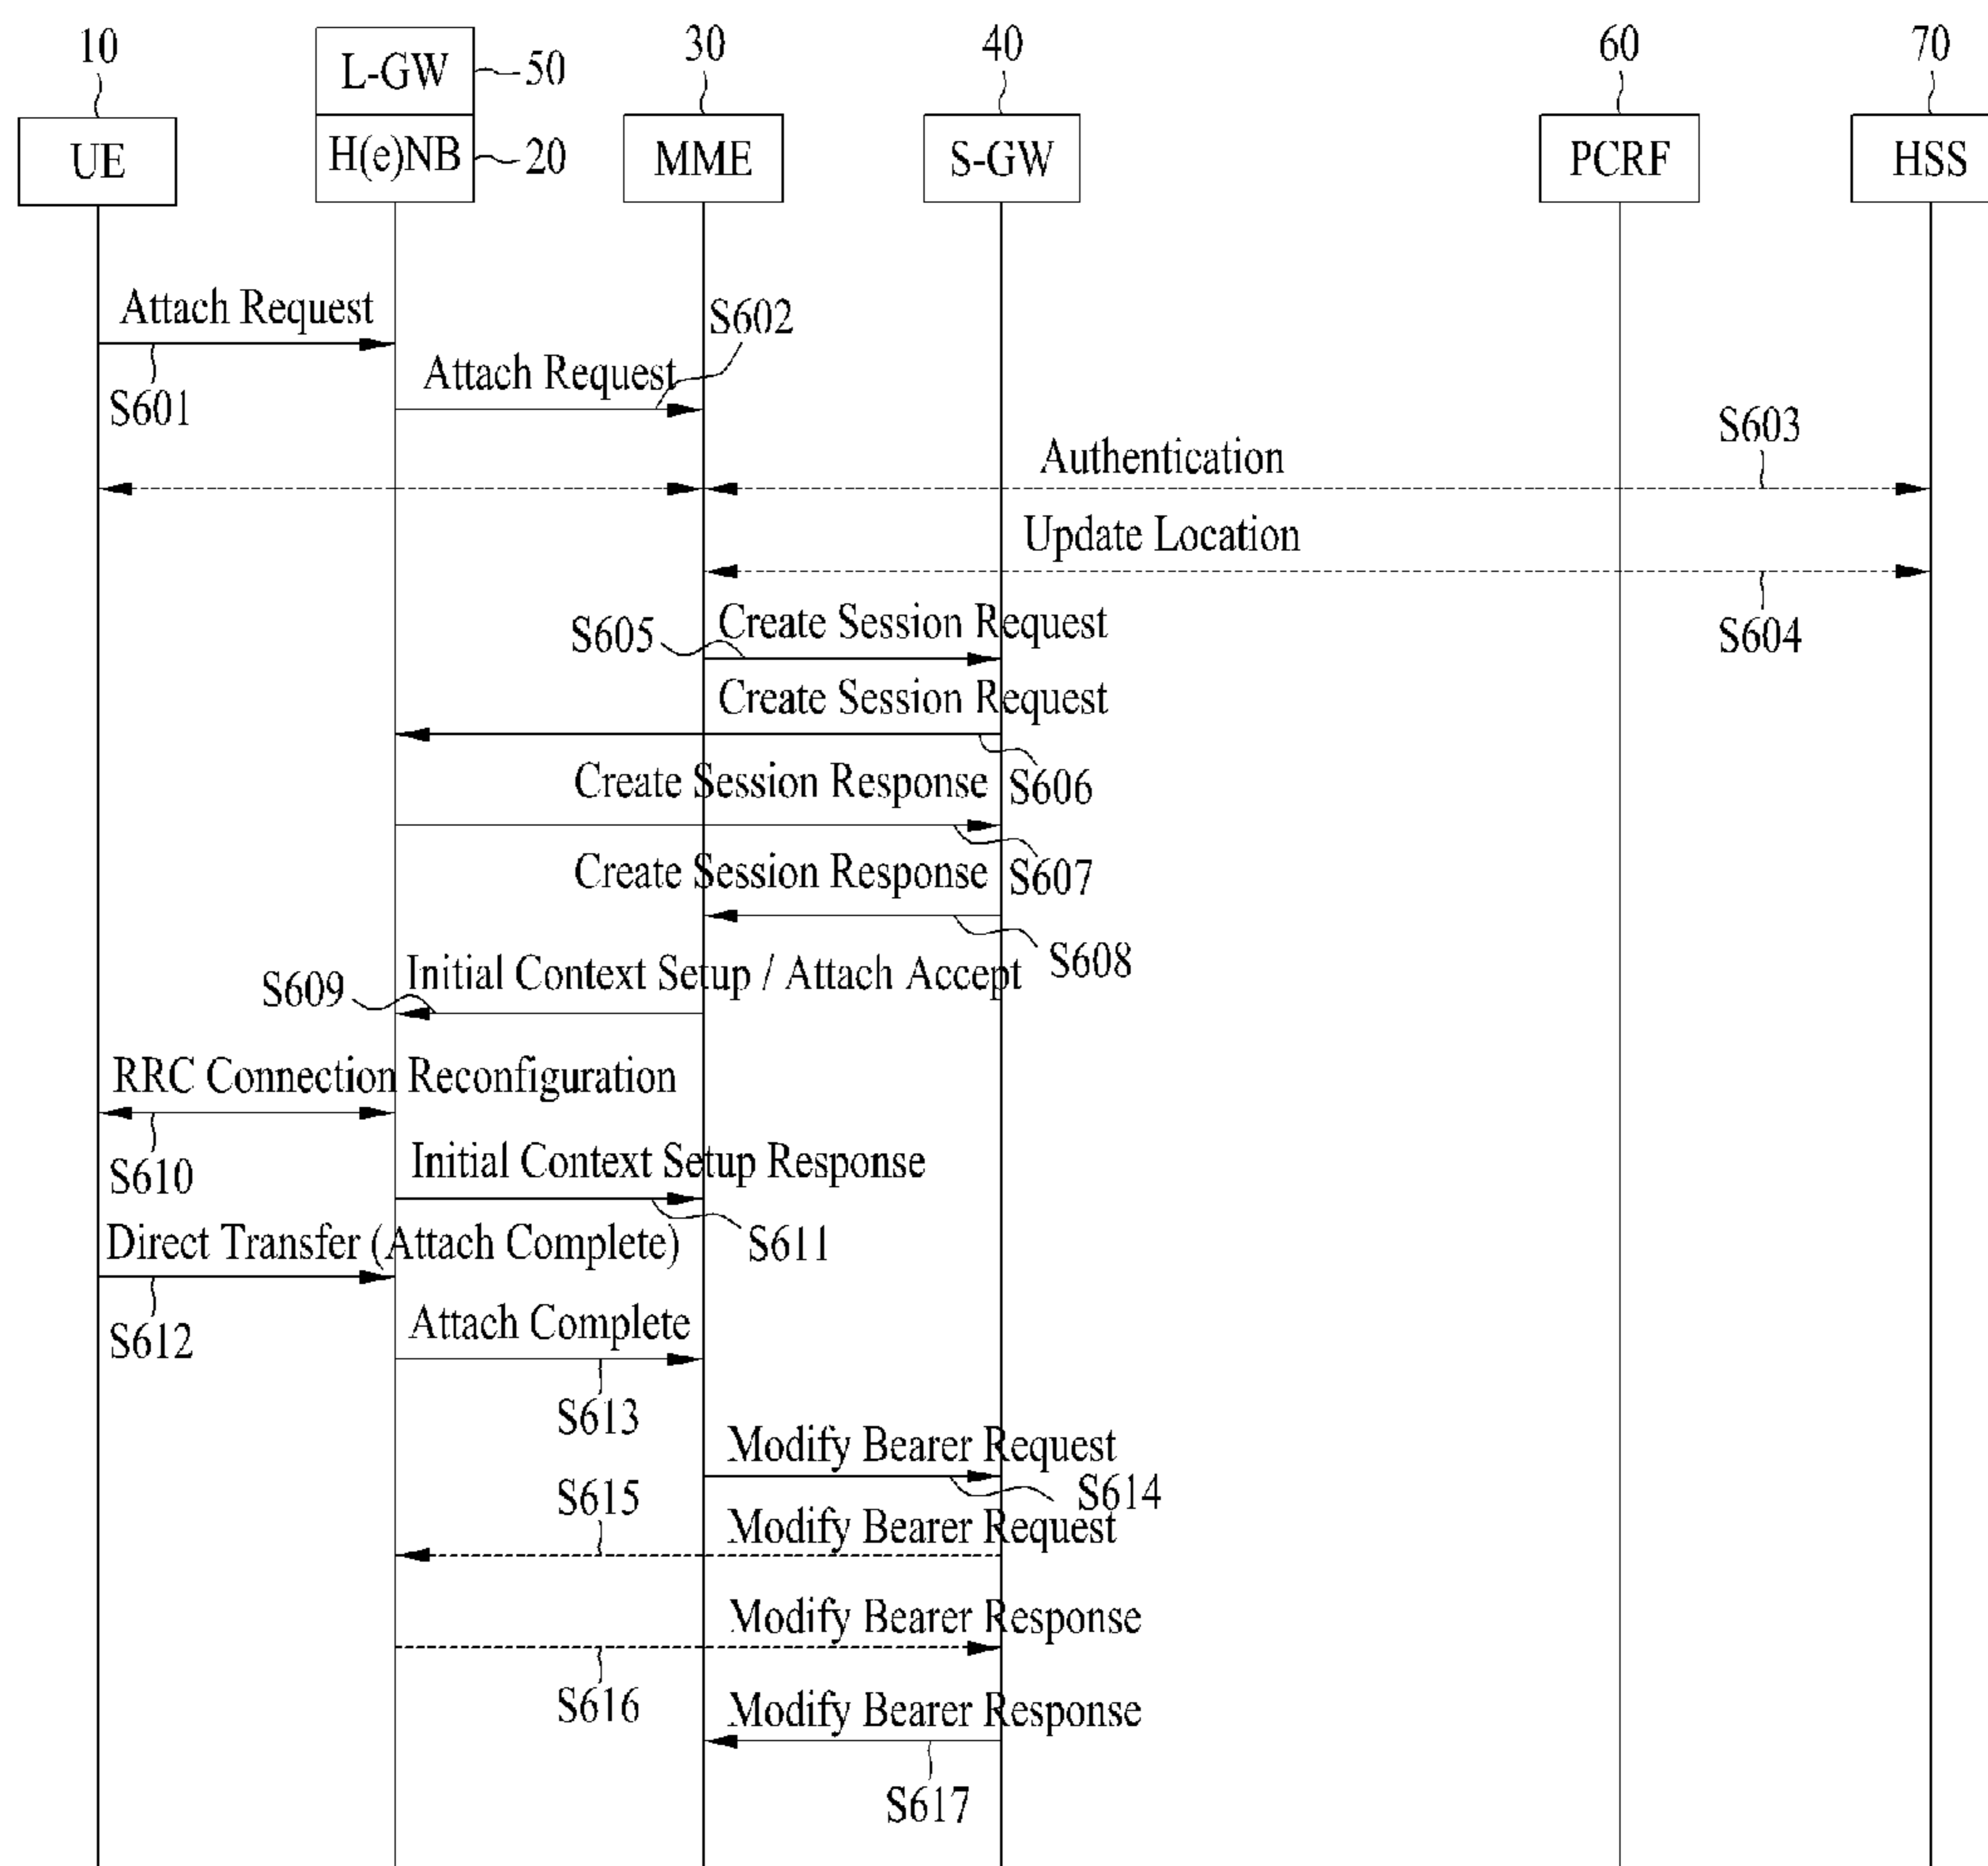 10
L-GW
50
30
40
60
70
UE
H(e)NB
20
MME
S-GW
PCRF
HSS
Attach Request
S601
S602
Attach Request
S603
Authentication
Update Location
S604
Create Session Request
S605
Create Session Request
S606
Create Session Response
S607
Create Session Response
S608
Initial Context Setup / Attach Accept
S609
RRC Connection Reconfiguration
S610
Initial Context Setup Response
S611
Direct Transfer (Attach Complete)
S612
Attach Complete
S613
Modify Bearer Request
S614
S615
Modify Bearer Request
Modify Bearer Response
S616
Modify Bearer Response
S617